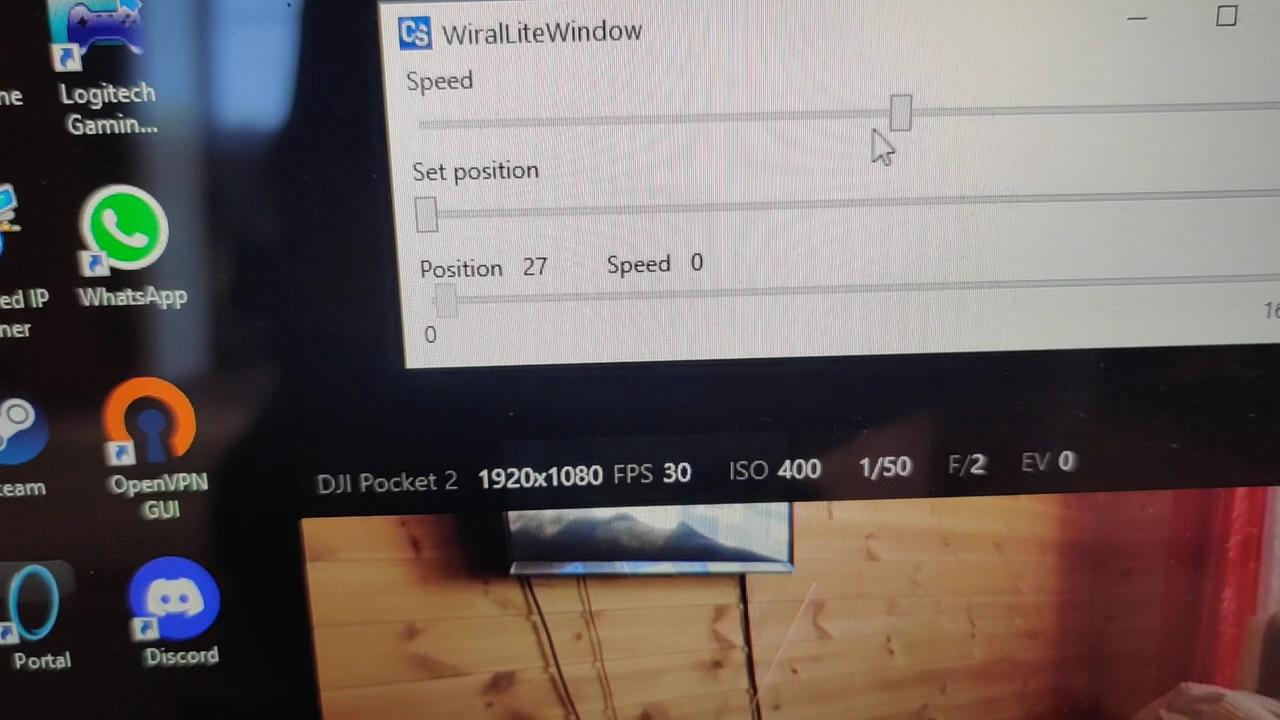 WiralLiteWindow
Speed
Set position
Position 27 Speed 0
0
Logitech
Gamin...
WhatsApp
OpenVPN
GUI
Portal
Discord
DJI Pocket 2 1920x1080 FPS 30 ISO 400 1/50 F/2 EV 0